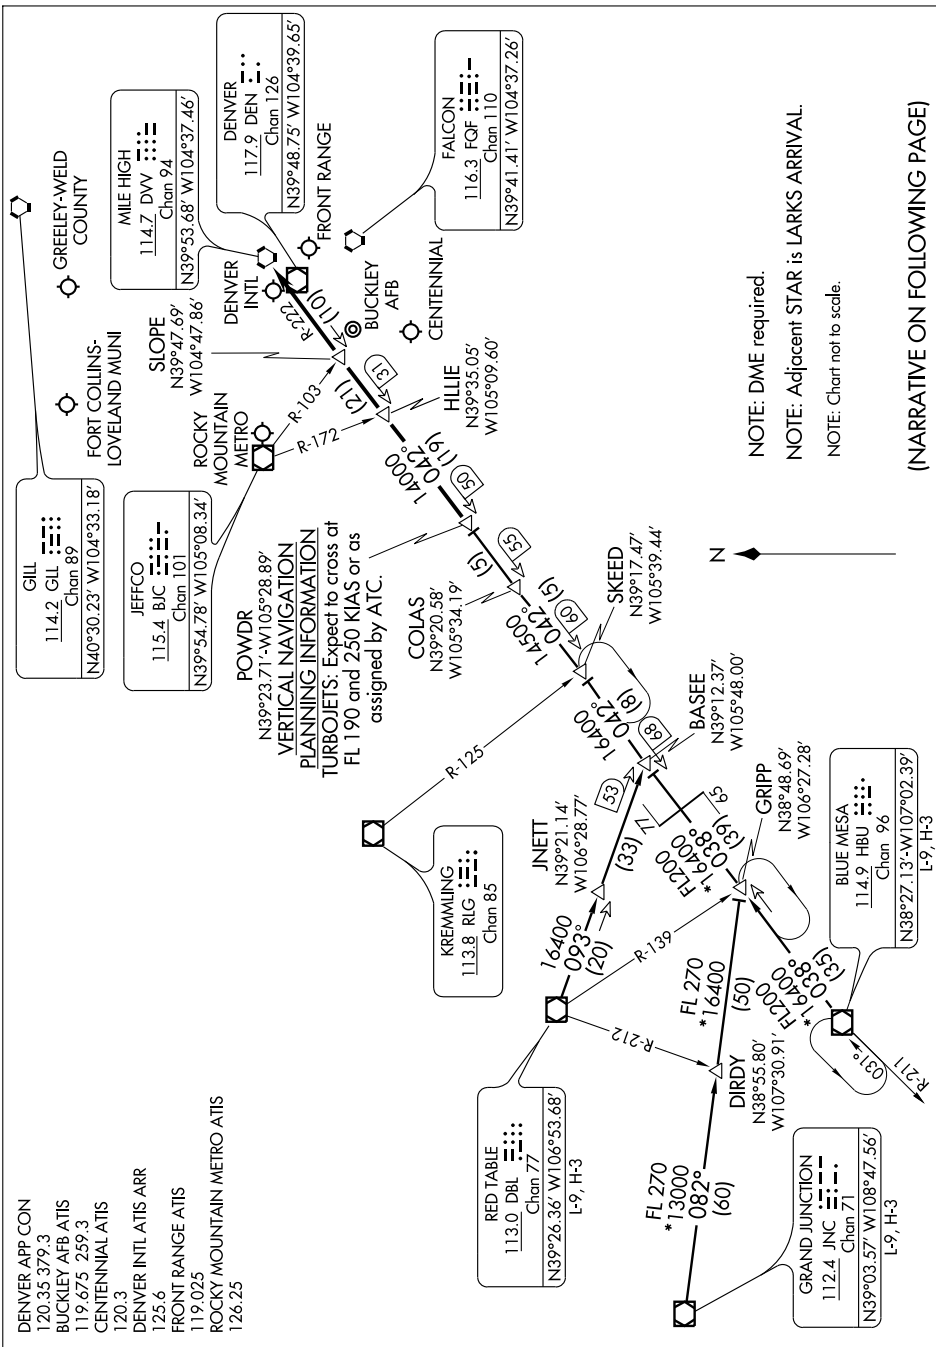 DENVER APP CON
120.35 379.3
BUCKLEY AFB ATIS
119.675 259.3
CENTENNIAL ATIS
120.3
DENVER INTL ATIS ARR
125.6
FRONT RANGE ATIS
119.025
ROCKY MOUNTAIN METRO ATIS
126.25
GILL
114.2 GLL
Chan 89
N40°30.23' W104°33.18'
JEFFCO
115.4 BJC
Chan 101
N39°54.78' W105°08.34'
FORT COLLINS-
LOVELAND MUNI
GREELEY-WELD
COUNTY
MILE HIGH
114.7 DVV
Chan 94
N39°53.68' W104°37.46'
DENVER
117.9 DEN
Chan 126
N39°48.75' W104°39.65'
FALCON
116.3 FQF
Chan 110
N39°41.41' W104°37.26'
ROCKY
MOUNTAIN
METRO
SLOPE
N39°47.69'
W104°47.86'
DENVER
INTL
FRONT RANGE
BUCKLEY
AFB
CENTENNIAL
R-222
(10)
R-103
R-172
(21)
31
HLLIE
N39°35.05'
W105°09.60'
14000
042°
(19)
50
POWDR
N39°23.71'-W105°28.89'
VERTICAL NAVIGATION
PLANNING INFORMATION
TURBOJETS: Expect to cross at
FL 190 and 250 KIAS or as
assigned by ATC.
(5)
55
COLAS
N39°20.58'
W105°34.19'
14500
042°
(5)
60
SKEED
N39°17.47'
W105°39.44'
R-125
16400
042°
(8)
68
BASEE
N39°12.37'
W105°48.00'
KREMMLING
113.8 RLG
Chan 85
JNETT
N39°21.14'
W106°28.77'
53
(33)
77
65
16400
093°
(20)
FL200
*16400
038°
(39)
GRIPP
N38°48.69'
W106°27.28'
R-139
R-212
RED TABLE
113.0 DBL
Chan 77
N39°26.36' W106°53.68'
L-9, H-3
FL 270
*16400
(50)
FL200
*16400
038°
(35)
BLUE MESA
114.9 HBU
Chan 96
N38°27.13'-W107°02.39'
L-9, H-3
031°
R-211
DIRDY
N38°55.80'
W107°30.91'
FL 270
*13000
082°
(60)
GRAND JUNCTION
112.4 JNC
Chan 71
N39°03.57' W108°47.56'
L-9, H-3
N
NOTE: DME required.
NOTE: Adjacent STAR is LARKS ARRIVAL.
NOTE: Chart not to scale.
(NARRATIVE ON FOLLOWING PAGE)